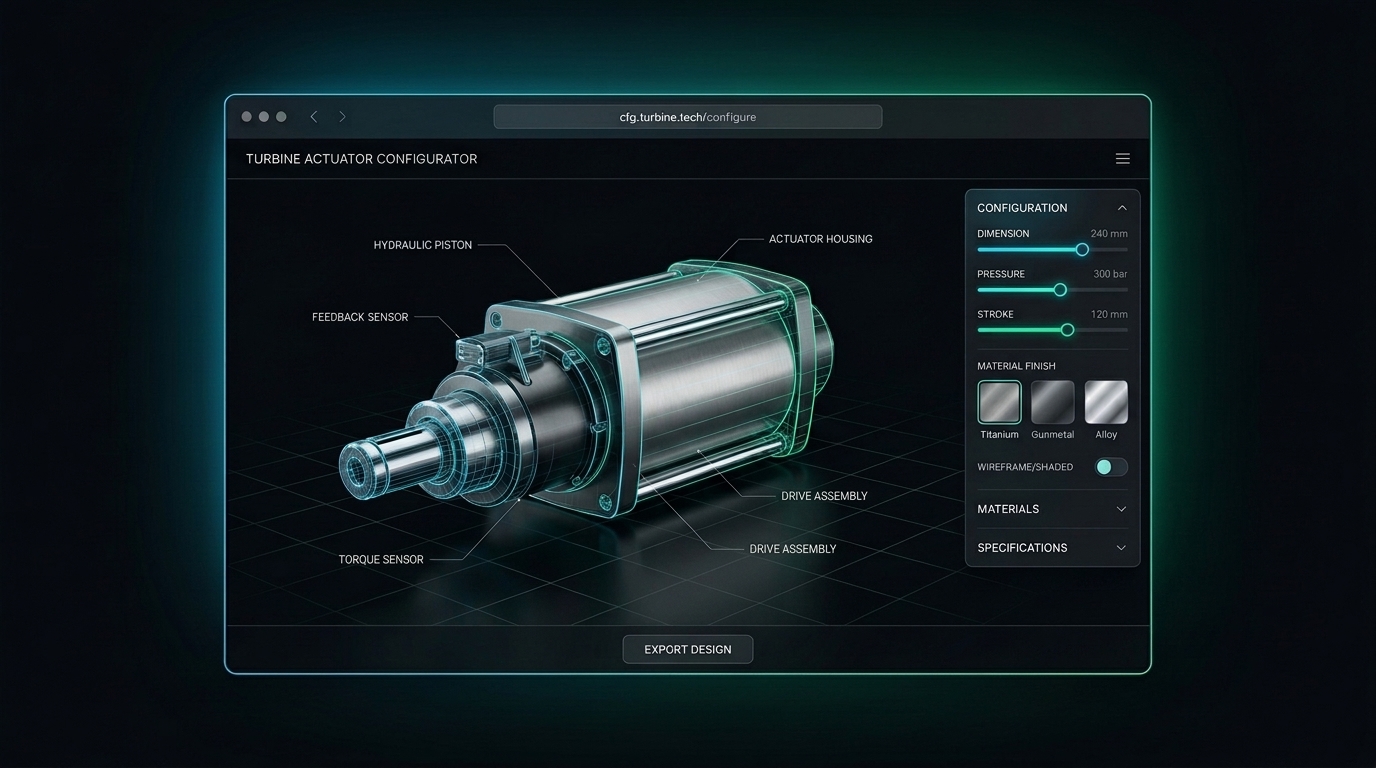 cfg.turbine.tech/configure
TURBINE ACTUATOR CONFIGURATOR
HYDRAULIC PISTON
ACTUATOR HOUSING
FEEDBACK SENSOR
DRIVE ASSEMBLY
DRIVE ASSEMBLY
TORQUE SENSOR
CONFIGURATION
DIMENSION 240 mm
PRESSURE 300 bar
STROKE 120 mm
MATERIAL FINISH
Titanium Gunmetal Alloy
WIREFRAME/SHADED
MATERIALS
SPECIFICATIONS
EXPORT DESIGN